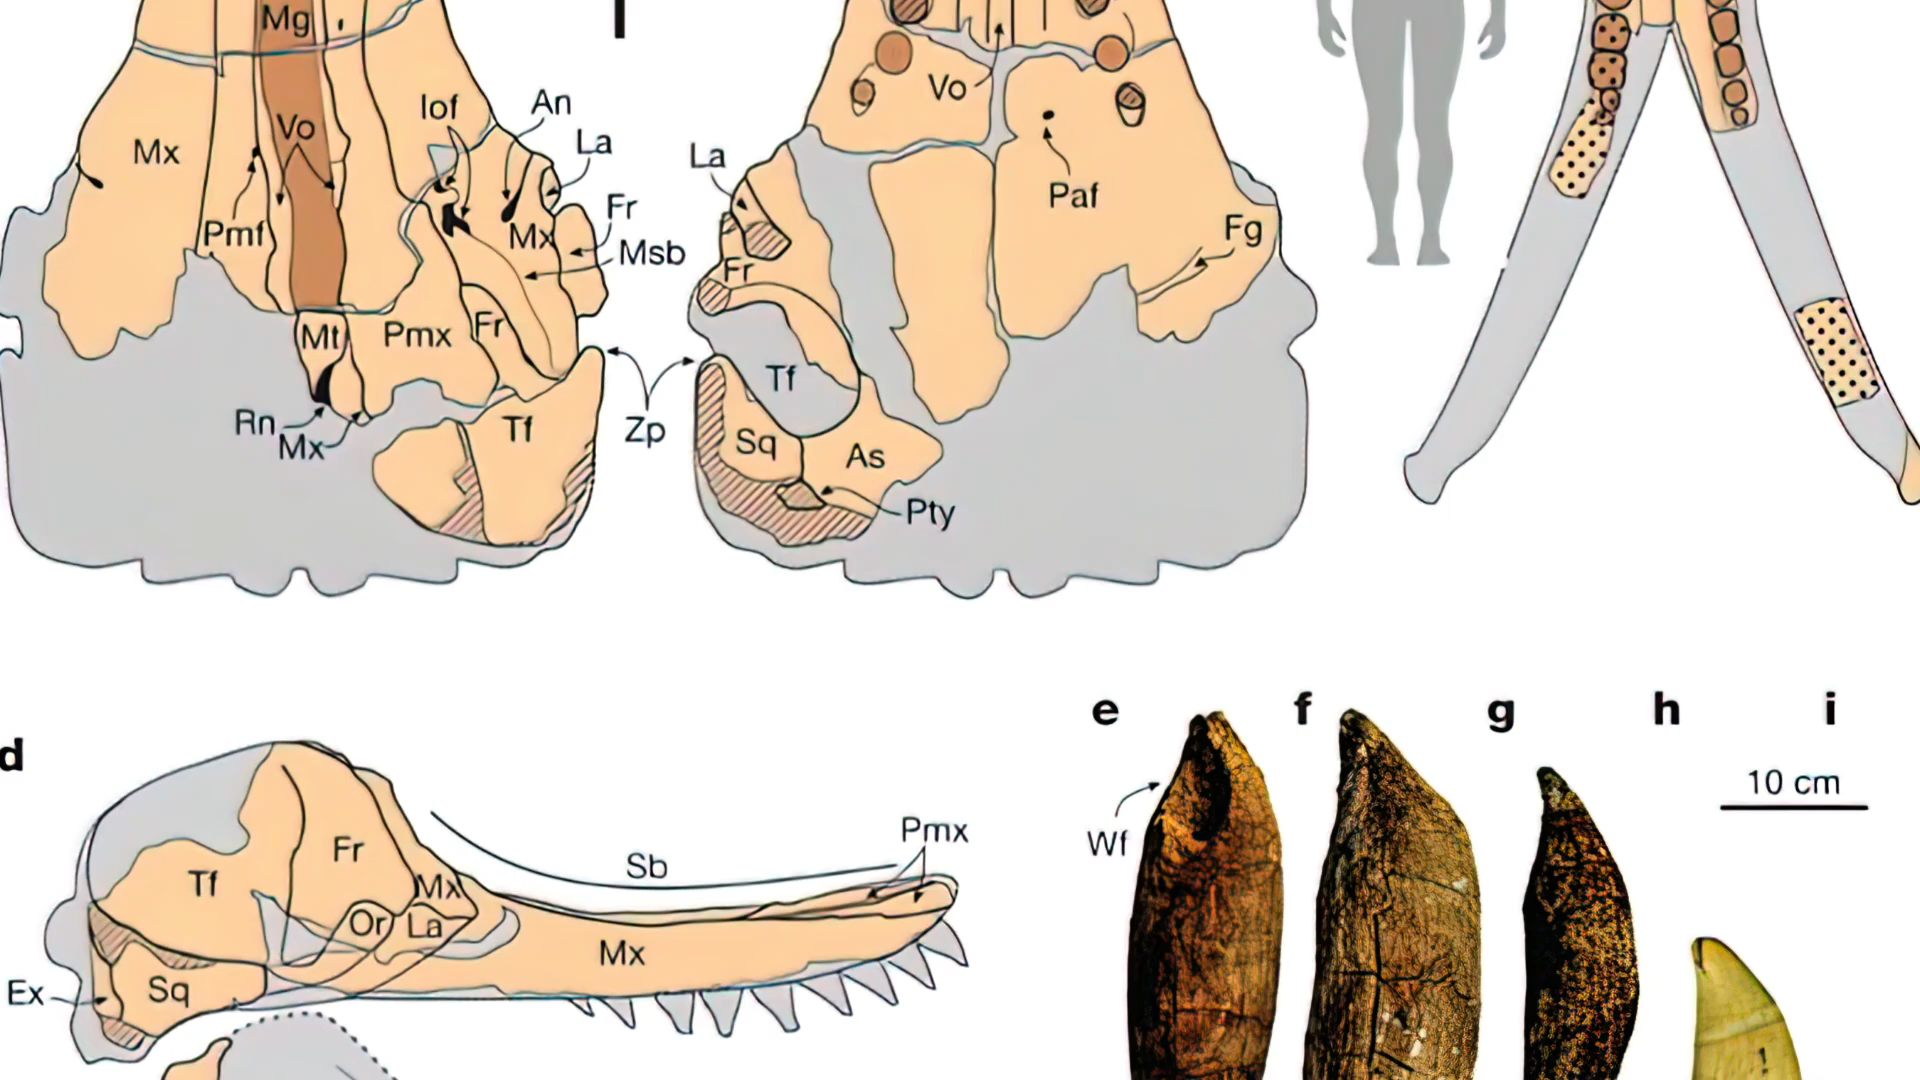 Mg
Vo
Mx
Pmf
Iof
An
La
Fr
Msb
Mx
Mt
Pmx
Fr
Rn
Mx
Tf
Zp
Vo
La
Paf
Fg
Fr
Tf
Sq
As
Pty
d
Tf
Fr
Mx
Or
La
Sb
Pmx
Mx
Ex
Sq
e
f
g
h
i
10 cm
Wf